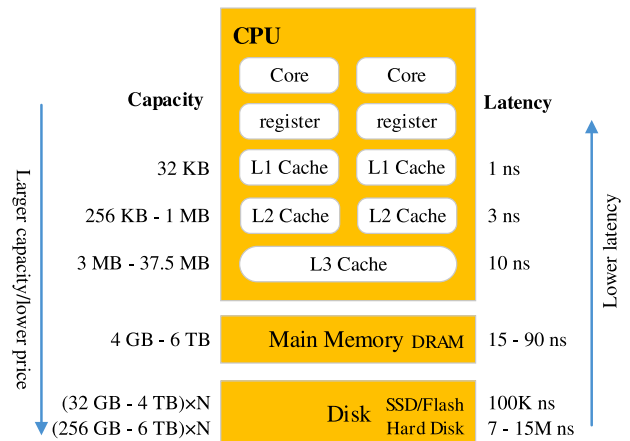 CPU
Core Core
Capacity Latency
register register
32 KB L1 Cache L1 Cache 1 ns
256 KB - 1 MB L2 Cache L2 Cache 3 ns
3 MB - 37.5 MB L3 Cache 10 ns
4 GB - 6 TB Main Memory DRAM 15 - 90 ns
(32 GB - 4 TB)×N Disk SSD/Flash 100K ns
(256 GB - 6 TB)×N Hard Disk 7 - 15M ns
Larger capacity/lower price
Lower latency